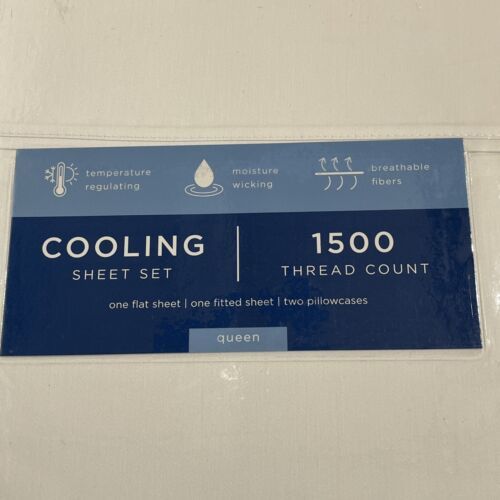 temperature
regulating
moisture
wicking
breathable
fibers
COOLING
SHEET SET
1500
THREAD COUNT
one flat sheet | one fitted sheet | two pillowcases
queen